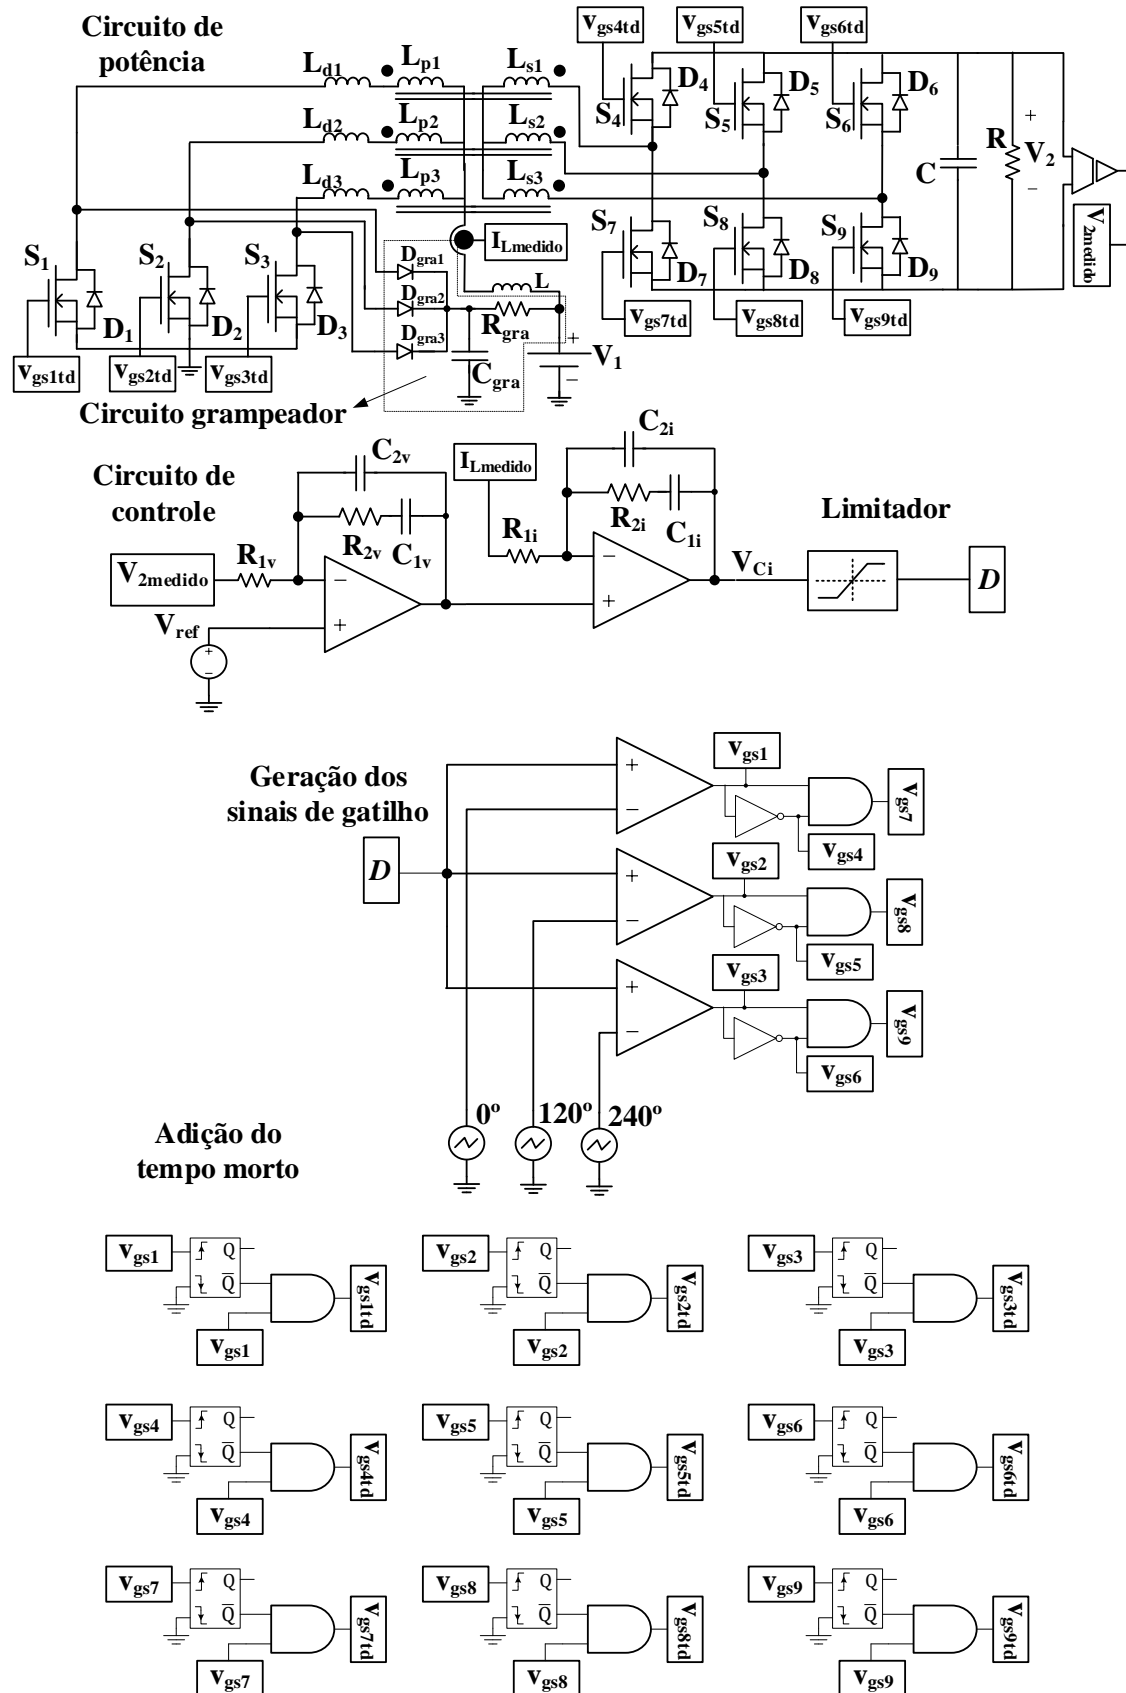 Circuito de
potência
Ld1
Lp1
Ls1
vgs4td
vgs5td
vgs6td
S4
D4
S5
D5
S6
D6
Ld2
Lp2
Ls2
Ld3
Lp3
Ls3
C
R
+
V2
−
V2medido
S1
D1
S2
D2
S3
D3
ILmedido
S7
D7
S8
D8
S9
D9
Dgra1
Dgra2
Dgra3
L
Rgra
Cgra
+
V1
−
vgs1td
vgs2td
vgs3td
vgs7td
vgs8td
vgs9td
Circuito grampeador
Circuito de
controle
C2v
R2v
C1v
R1v
V2medido
Vref
+
−
−
+
ILmedido
R1i
C2i
R2i
C1i
−
+
VCi
Limitador
D
Geração dos
sinais de gatilho
D
+
−
vgs1
vgs4
vgs7
+
−
vgs2
vgs5
vgs8
+
−
vgs3
vgs6
vgs9
0º
120º
240º
Adição do
tempo morto
vgs1
Q
Q̅
vgs1
vgs1td
vgs2
Q
Q̅
vgs2
vgs2td
vgs3
Q
Q̅
vgs3
vgs3td
vgs4
Q
Q̅
vgs4
vgs4td
vgs5
Q
Q̅
vgs5
vgs5td
vgs6
Q
Q̅
vgs6
vgs6td
vgs7
Q
Q̅
vgs7
vgs7td
vgs8
Q
Q̅
vgs8
vgs8td
vgs9
Q
Q̅
vgs9
vgs9td